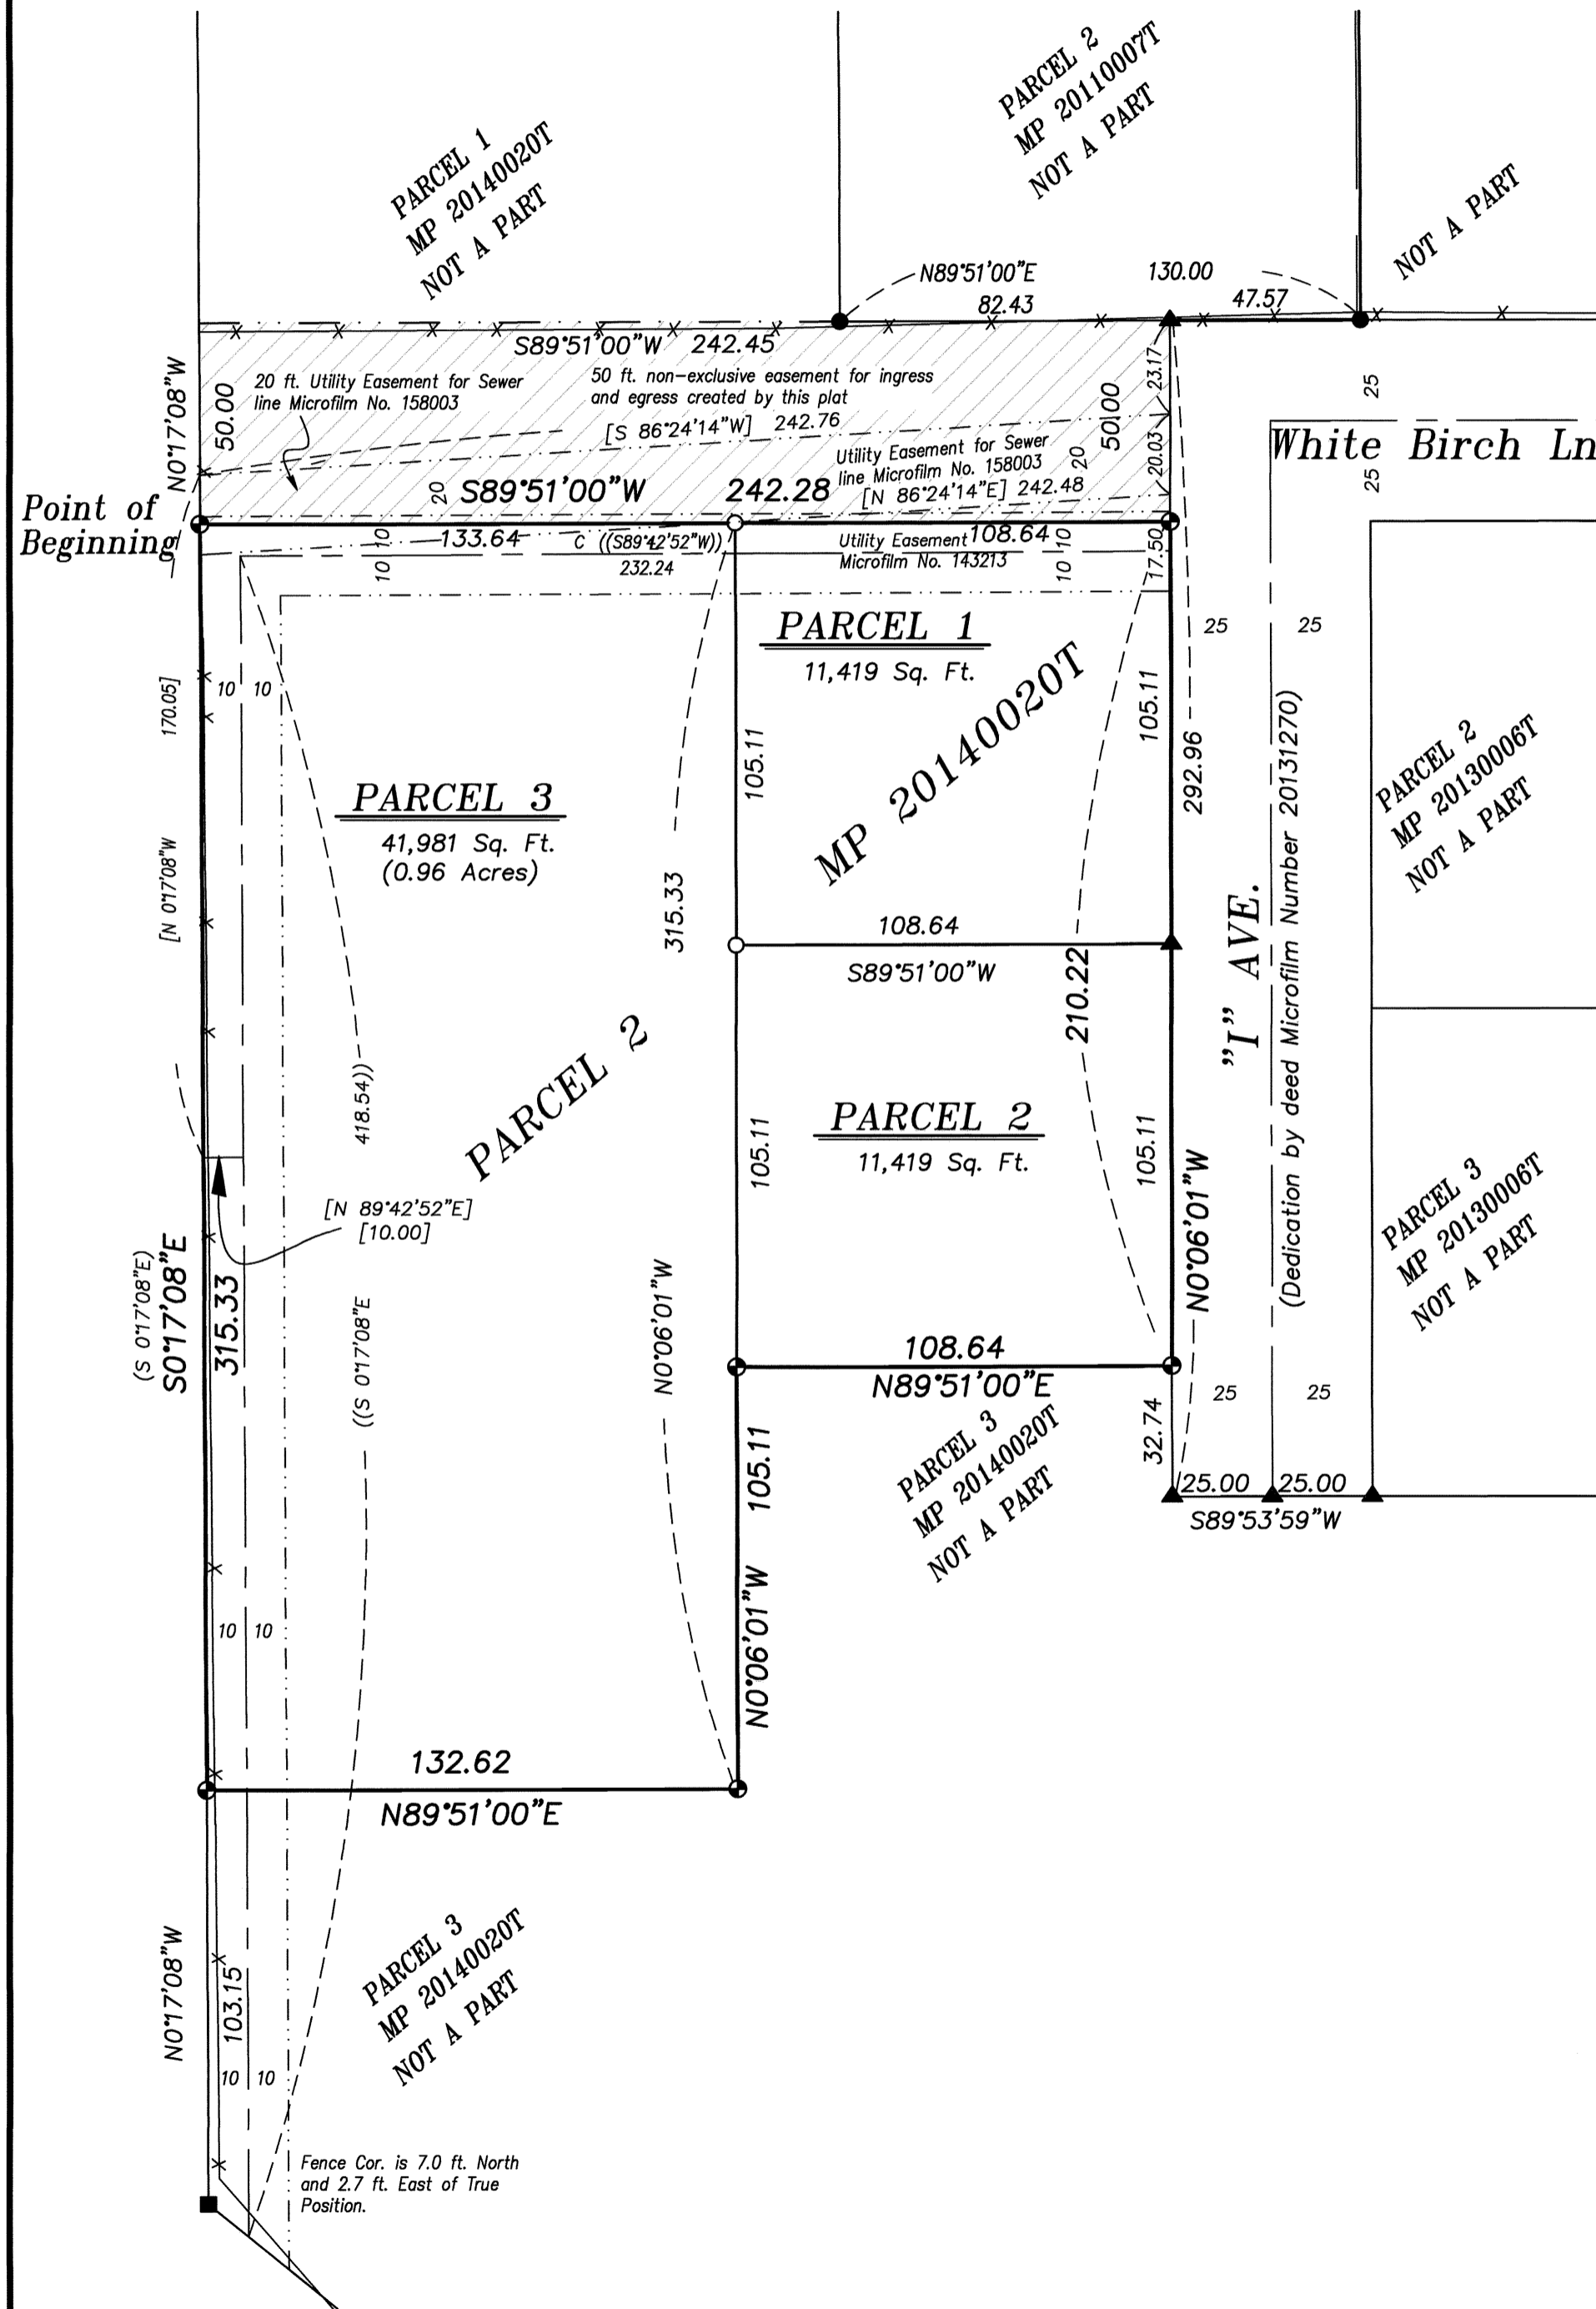 PARCEL 1
MP 20140020T
NOT A PART
PARCEL 2
MP 20110007T
NOT A PART
NOT A PART
N89°51'00"E
130.00
82.43
47.57
S89°51'00"W 242.45
N0°17'08"W
50.00
20 ft. Utility Easement for Sewer
line Microfilm No. 158003
50 ft. non-exclusive easement for ingress
and egress created by this plat
[S 86°24'14"W] 242.76
50.00
23.17
20.03
20
Utility Easement for Sewer
line Microfilm No. 158003
[N 86°24'14"E] 242.48
25
White Birch Ln
25
Point of
Beginning
20
S89°51'00"W 242.28
133.64
108.64
10
10
C ((S89°42'52"W))
232.24
Utility Easement
Microfilm No. 143213
10
10
17.50
PARCEL 1
11,419 Sq. Ft.
MP 20140020T
25
25
10
10
170.05]
[N 0°17'08"W
PARCEL 3
41,981 Sq. Ft.
(0.96 Acres)
105.11
315.33
105.11
292.96
108.64
S89°51'00"W
210.22
"I" AVE.
(Dedication by deed Microfilm Number 20131270)
PARCEL 2
MP 20130006T
NOT A PART
418.54))
PARCEL 2
105.11
PARCEL 2
11,419 Sq. Ft.
105.11
N0°06'01"W
PARCEL 3
MP 20130006T
NOT A PART
[N 89°42'52"E]
[10.00]
(S 0°17'08"E)
S0°17'08"E
315.33
((S 0°17'08"E
N0°06'01"W
108.64
N89°51'00"E
25
25
32.74
25.00
25.00
S89°53'59"W
PARCEL 3
MP 20140020T
NOT A PART
105.11
N0°06'01"W
10
10
132.62
N89°51'00"E
N0°17'08"W
103.15
PARCEL 3
MP 20140020T
NOT A PART
10
10
Fence Cor. is 7.0 ft. North
and 2.7 ft. East of True
Position.